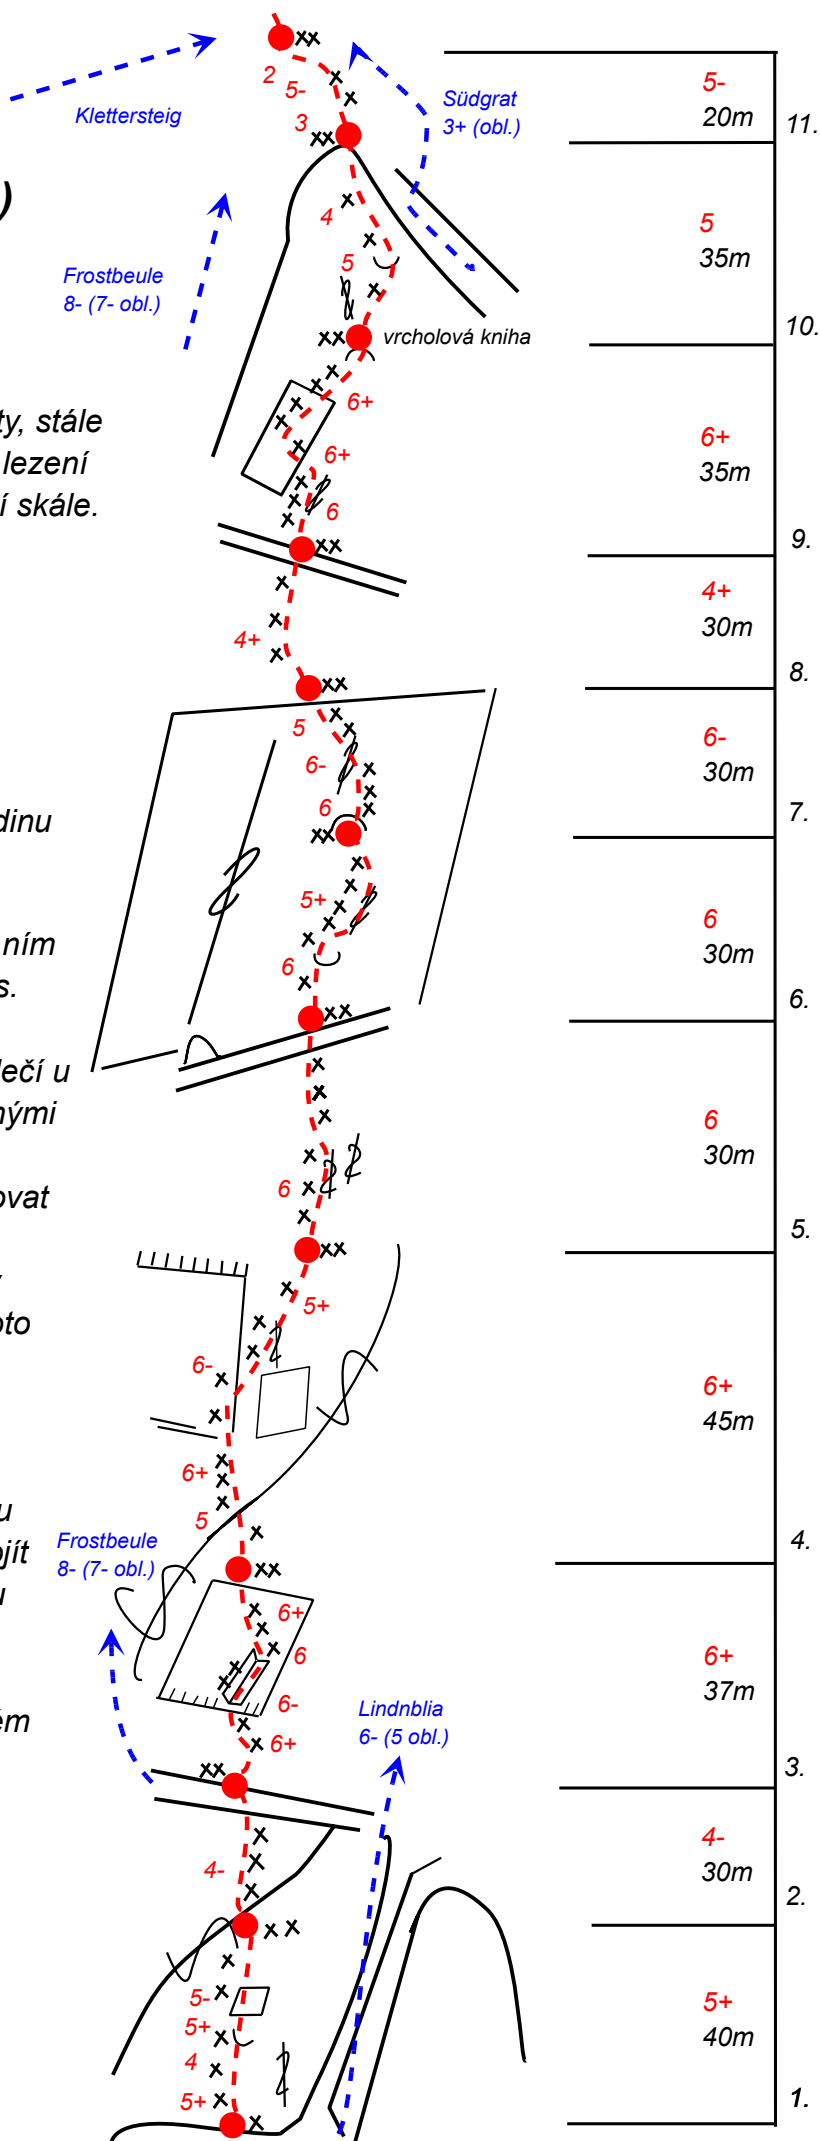 2
5-
3
Klettersteig
Südgrat
3+ (obl.)
5-
20m
11.
)
4
5
Frostbeule
8- (7- obl.)
5
35m
10.
vrcholová kniha
ty, stále
lezení
í skále.
6+
6+
6
6+
35m
9.
4+
4+
30m
8.
5
6-
6
6-
30m
7.
dinu
ním
s.
5+
6
6
30m
6.
lečí u
nými
ovat
6
6
30m
5.
oto
5+
6-
6+
5
6+
45m
4.
u
ojít
u
Frostbeule
8- (7- obl.)
6+
6
6-
6+
6+
37m
3.
ém
Lindnblia
6- (5 obl.)
4-
4-
30m
2.
5-
5+
4
5+
5+
40m
1.